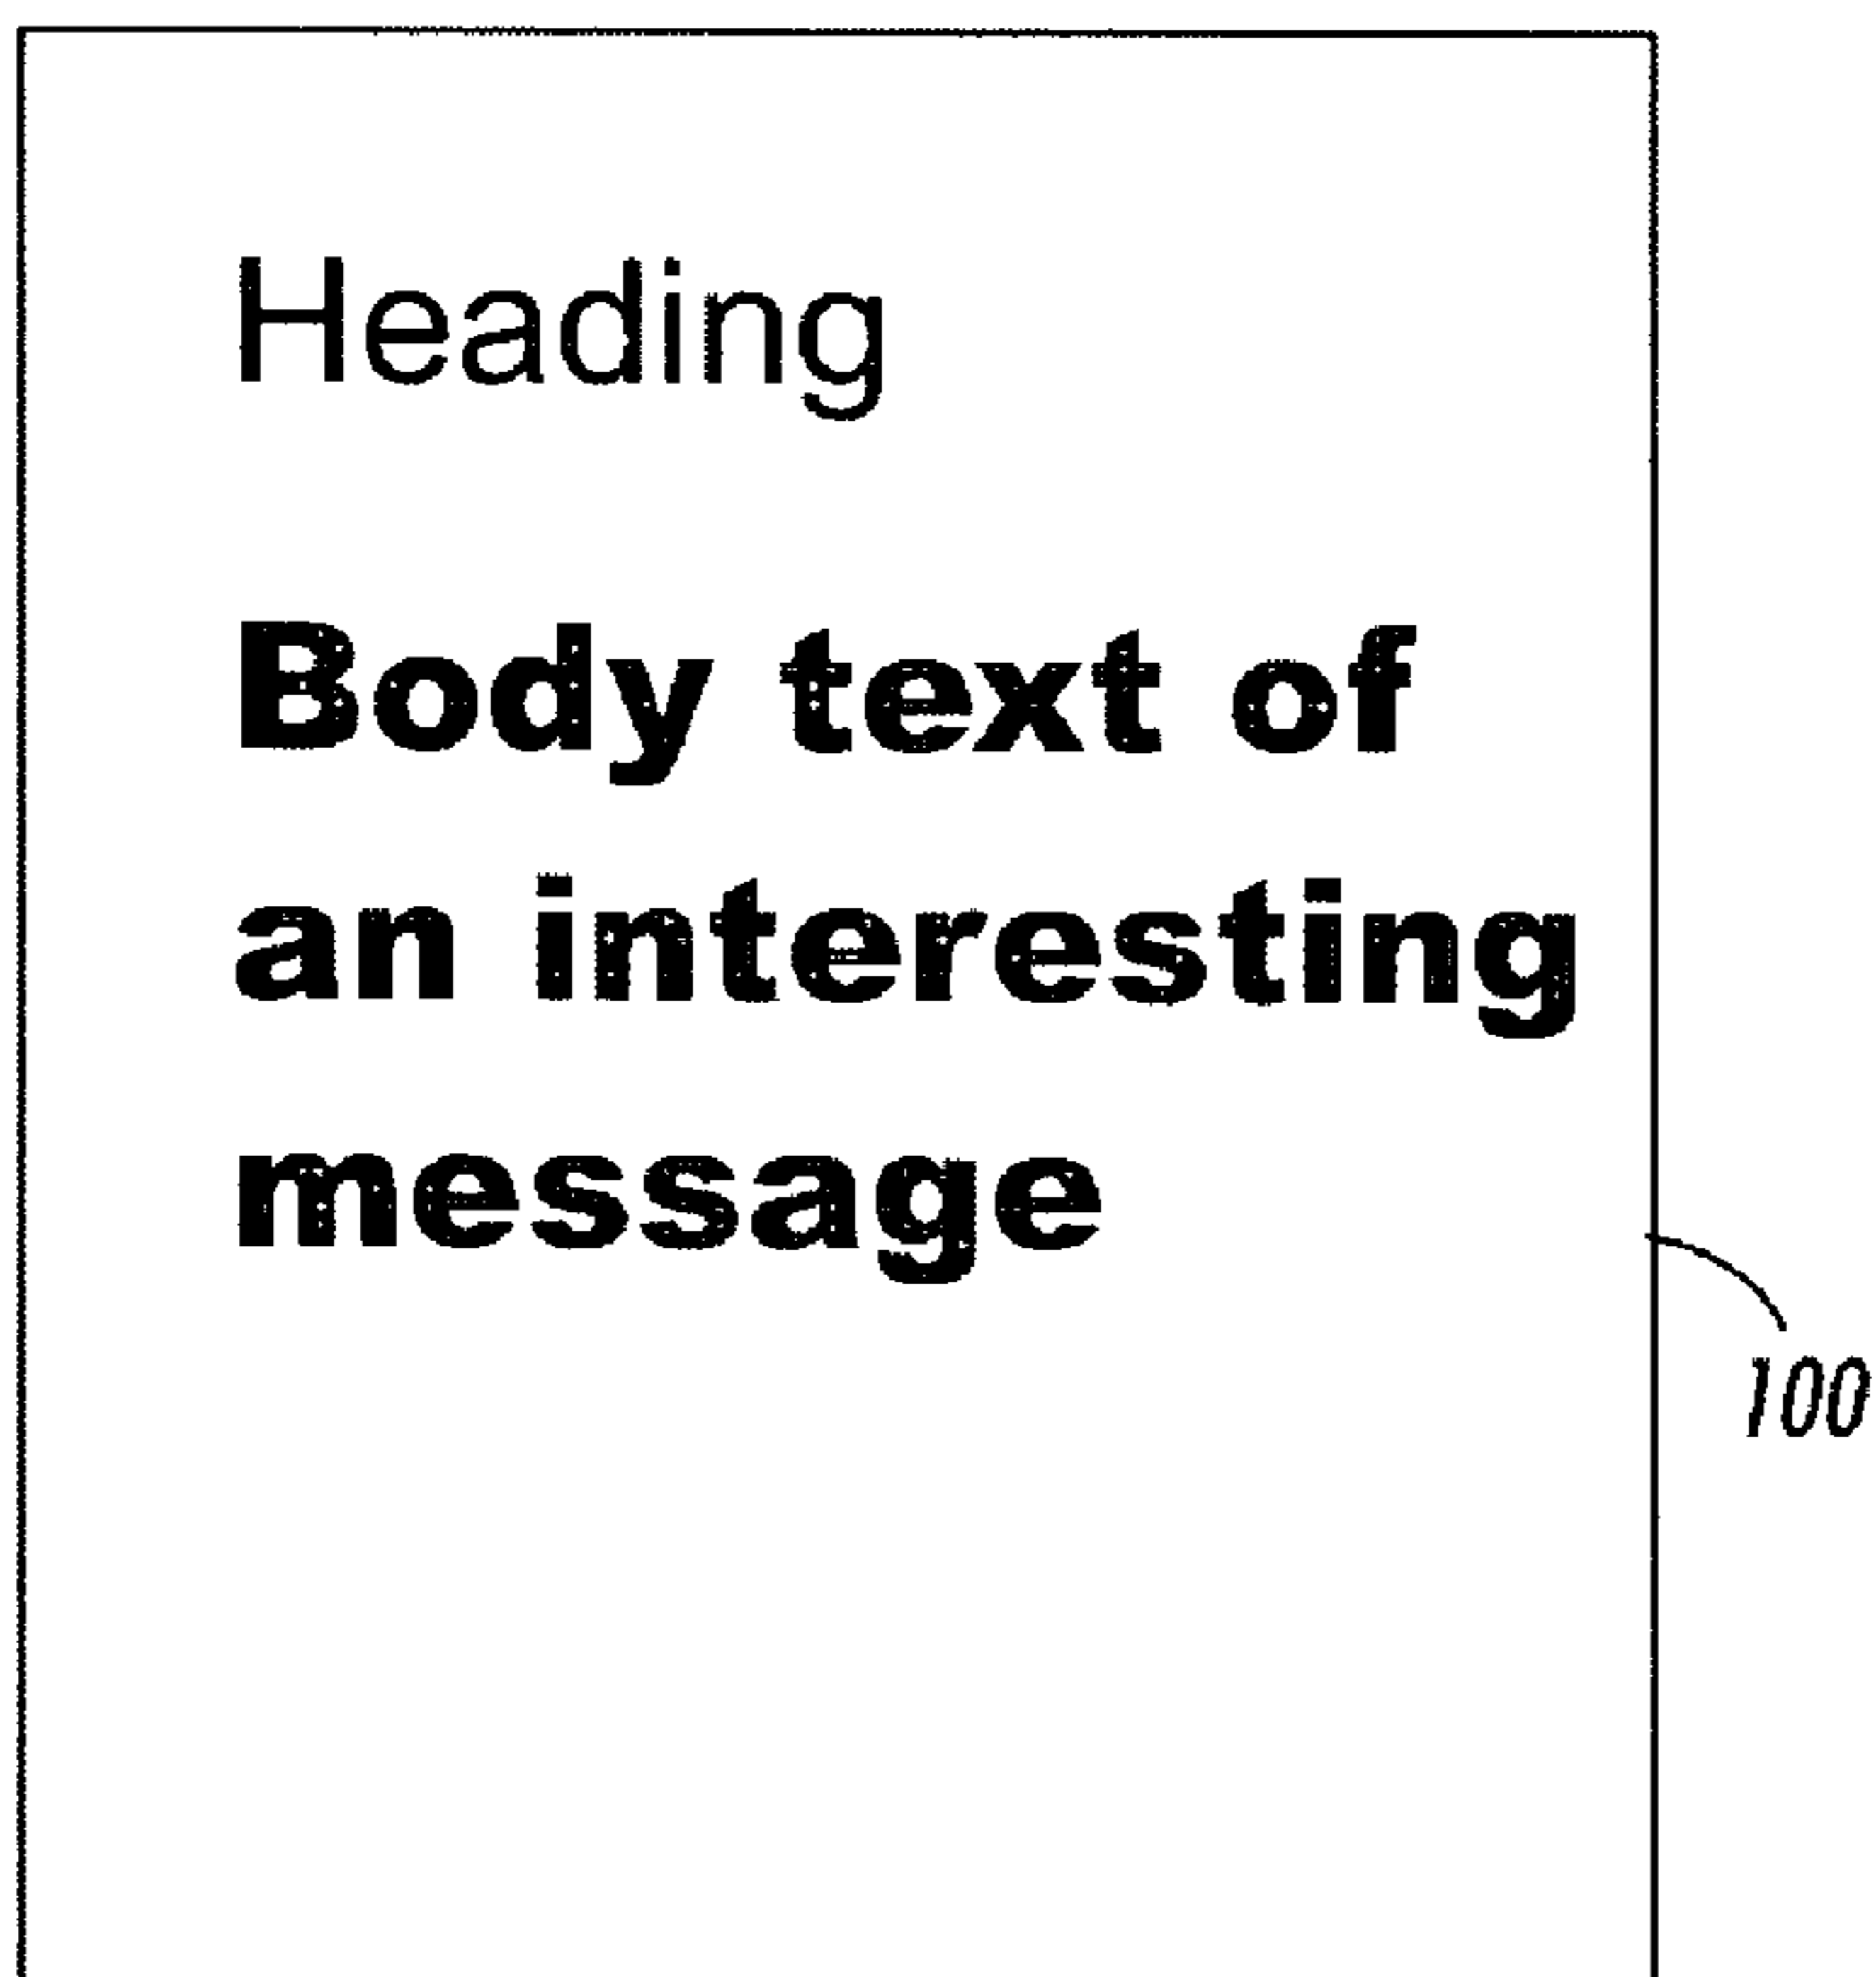 Heading
Body text of
an interesting
message
100